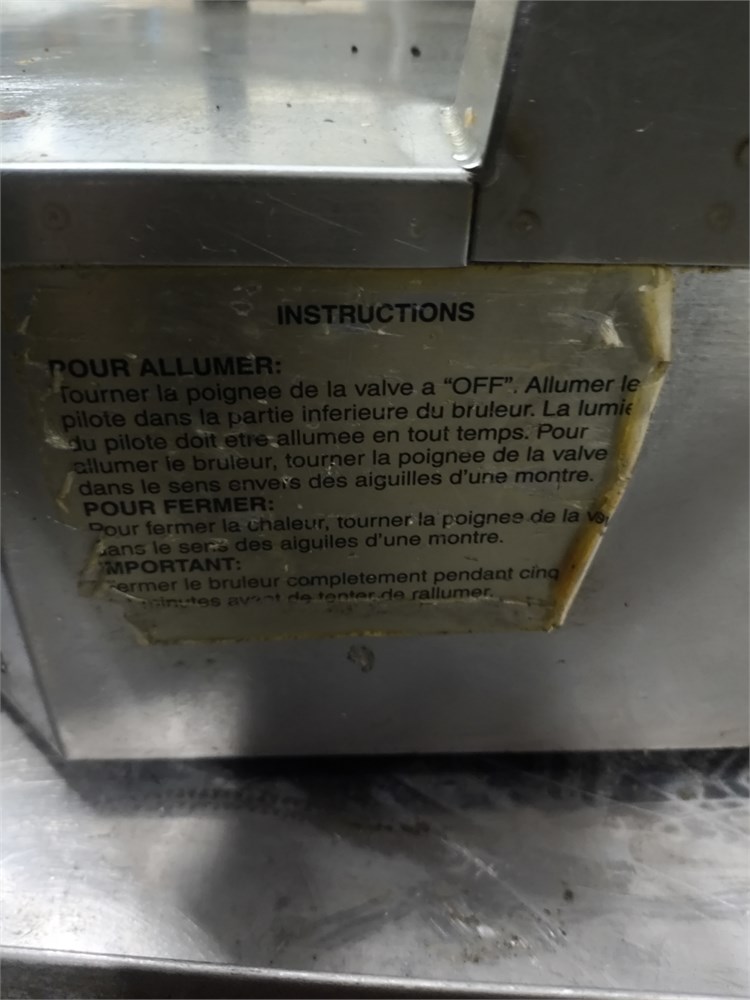 INSTRUCTIONS
POUR ALLUMER:
Tourner la poignee de la valve a “OFF”. Allumer le
pilote dans la partie inferieure du bruleur. La lumie
du pilote doit etre allumee en tout temps. Pour
allumer le bruleur, tourner la poignee de la valve
dans le sens envers des aiguilles d'une montre.
POUR FERMER:
Pour fermer la chaleur, tourner la poignee de la va
dans le sens des aiguilles d'une montre.
IMPORTANT:
Fermer le bruleur completement pendant cinq
minutes avant de tenter de rallumer.